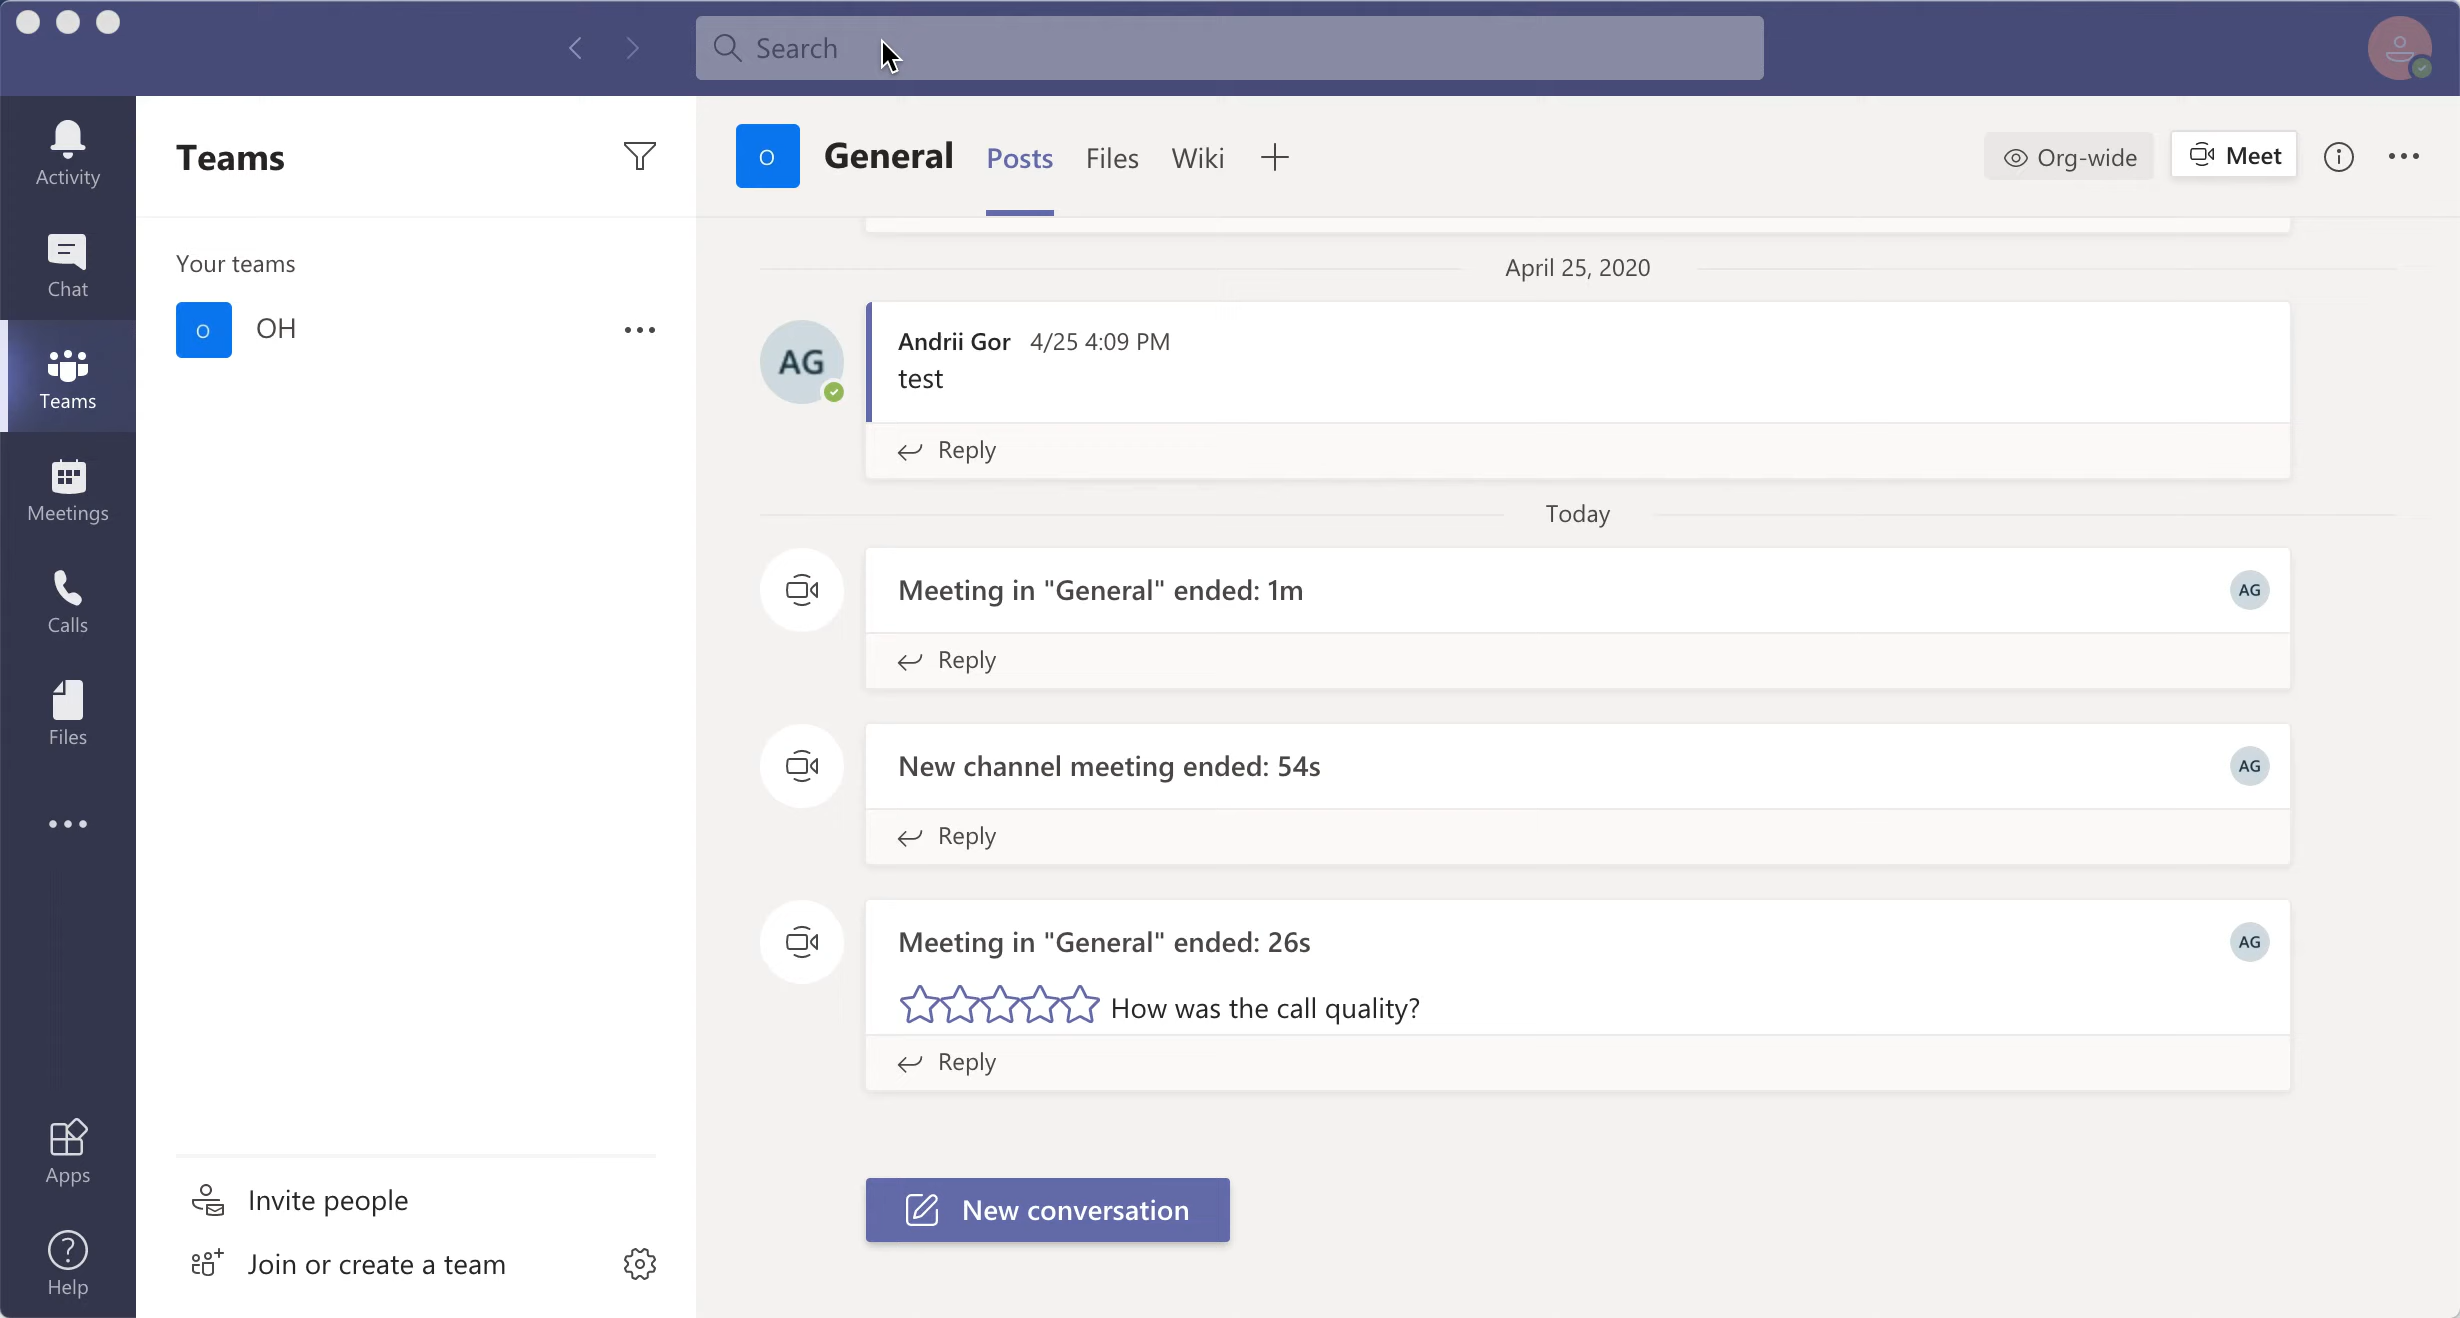 Search
Activity
Chat
Teams
Meetings
Calls
Files
Apps
Help
Teams
Your teams
O OH
Invite people
Join or create a team
O General Posts Files Wiki
Org-wide Meet
April 25, 2020
AG
Andrii Gor 4/25 4:09 PM
test
Reply
Today
Meeting in "General" ended: 1m AG
Reply
New channel meeting ended: 54s AG
Reply
Meeting in "General" ended: 26s AG
How was the call quality?
Reply
New conversation